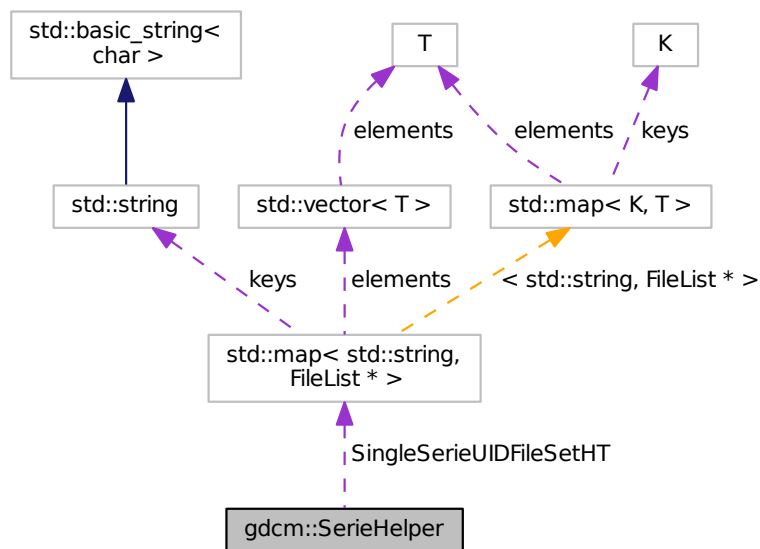 std::basic_string<
char >
T
K
elements
elements
keys
std::string
std::vector< T >
std::map< K, T >
keys
elements
< std::string, FileList * >
std::map< std::string,
FileList * >
SingleSerieUIDFileSetHT
gdcm::SerieHelper